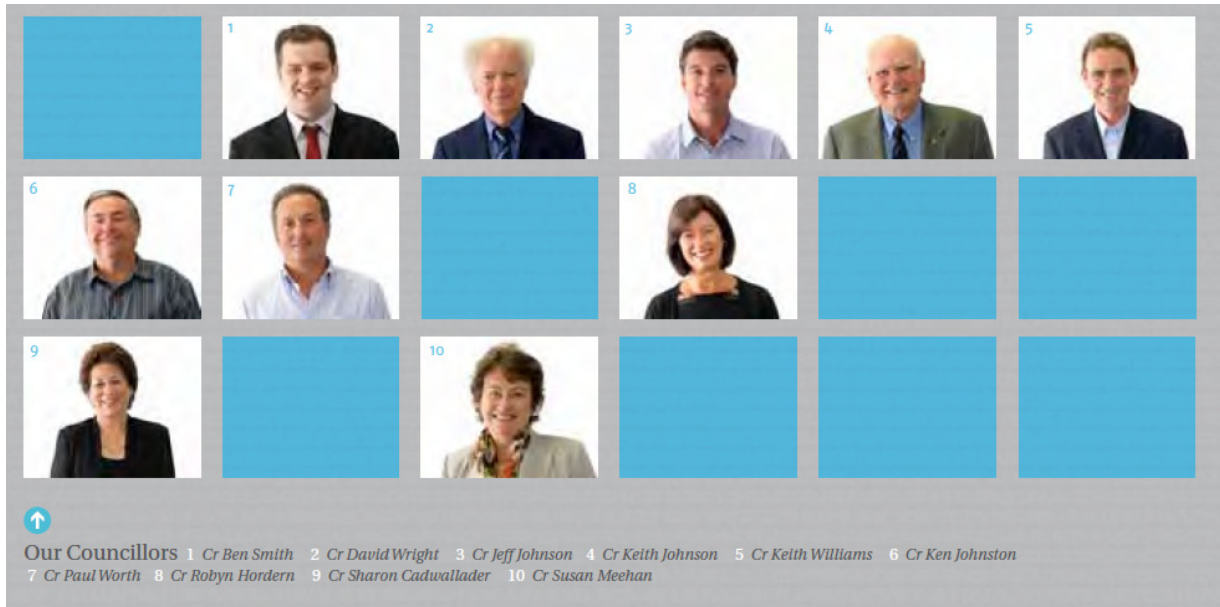 1 2 3 4 5
6 7 8
9 10
Our Councillors 1 Cr Ben Smith 2 Cr David Wright 3 Cr Jeff Johnson 4 Cr Keith Johnson 5 Cr Keith Williams 6 Cr Ken Johnston
7 Cr Paul Worth 8 Cr Robyn Hordern 9 Cr Sharon Cadwallader 10 Cr Susan Meehan